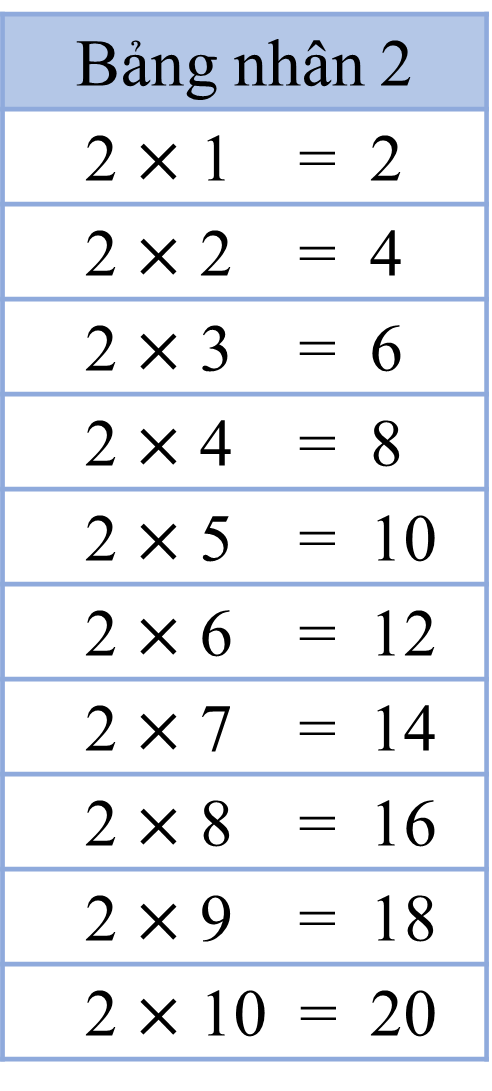 Bảng nhân 2
2 × 1 = 2
2 × 2 = 4
2 × 3 = 6
2 × 4 = 8
2 × 5 = 10
2 × 6 = 12
2 × 7 = 14
2 × 8 = 16
2 × 9 = 18
2 × 10 = 20